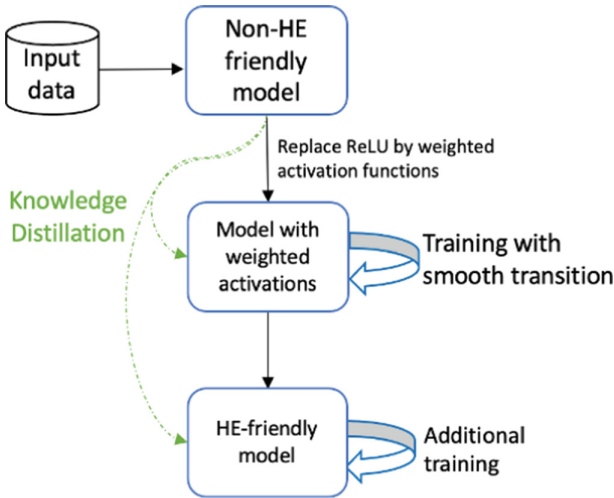 Input
data
Non-HE
friendly
model
Replace ReLU by weighted
activation functions
Knowledge
Distillation
Model with
weighted
activations
Training with
smooth transition
HE-friendly
model
Additional
training